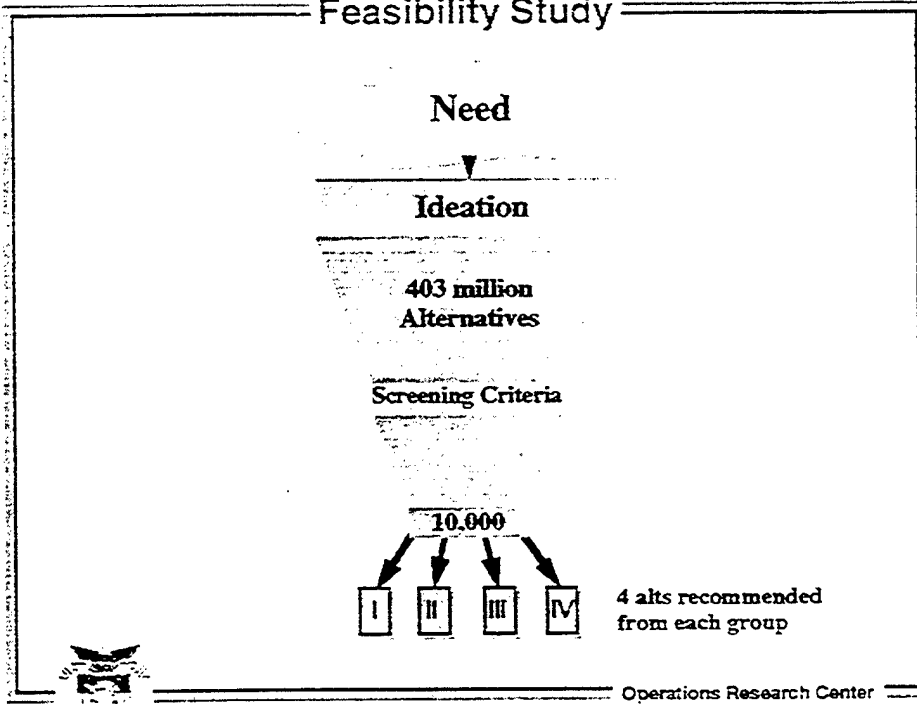 Feasibility Study
Need
Ideation
403 million
Alternatives
Screening Criteria
10,000
I II III IV
4 alts recommended
from each group
Operations Research Center